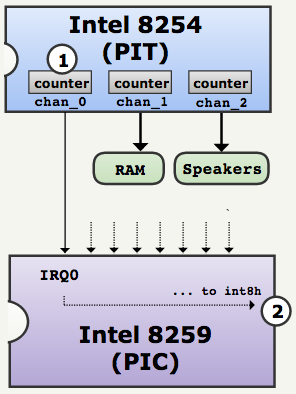 Intel 8254
(PIT)
1
counter counter counter
chan_0 chan_1 chan_2
RAM Speakers
IRQ0
... to int8h
2
Intel 8259
(PIC)